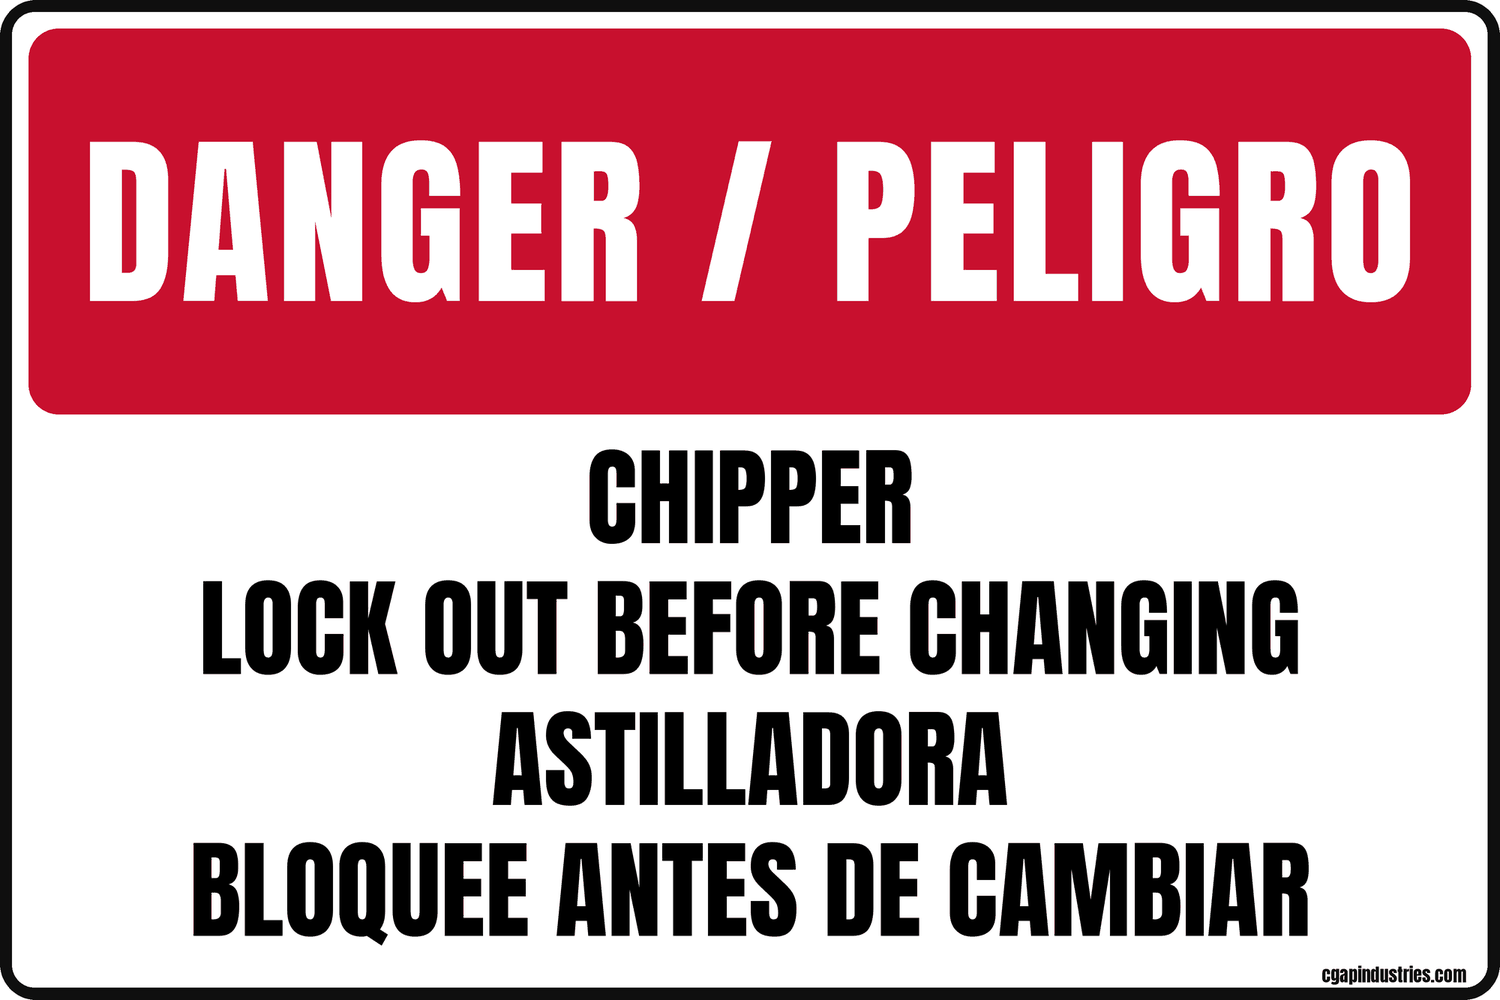 DANGER / PELIGRO
CHIPPER
LOCK OUT BEFORE CHANGING
ASTILLADORA
BLOQUEE ANTES DE CAMBIAR
cgapindustries.com